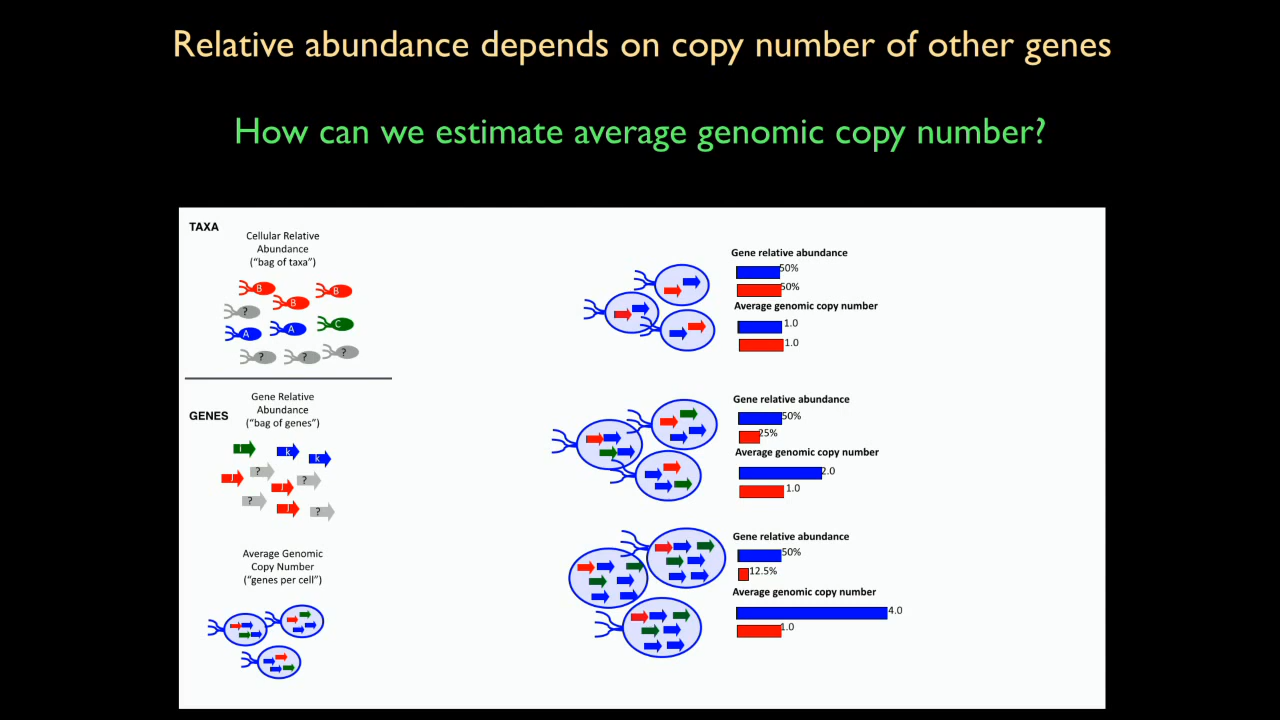 Relative abundance depends on copy number of other genes
How can we estimate average genomic copy number?
TAXA
Cellular Relative
Abundance
(“bag of taxa”)
B
B
B
?
A
A
C
?
?
?
GENES
Gene Relative
Abundance
(“bag of genes”)
k
k
?
?
?
?
Average Genomic
Copy Number
(“genes per cell”)
Gene relative abundance
50%
50%
Average genomic copy number
1.0
1.0
Gene relative abundance
50%
25%
Average genomic copy number
2.0
1.0
Gene relative abundance
50%
12.5%
Average genomic copy number
4.0
1.0